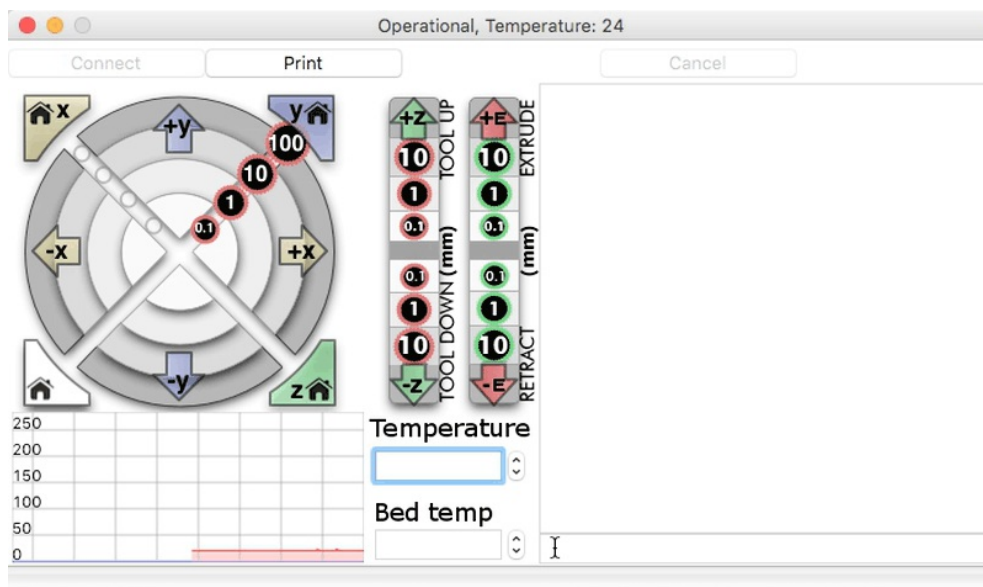 Operational, Temperature: 24
Connect
Print
Cancel
x
y
+y
100
10
1
0.1
-x
+x
-y
z
+Z
10
1
0.1
0.1
1
10
-Z
TOOL UP
(mm)
TOOL DOWN
+E
10
1
0.1
0.1
1
10
-E
EXTRUDE
(mm)
RETRACT
250
200
150
100
50
0
Temperature
Bed temp